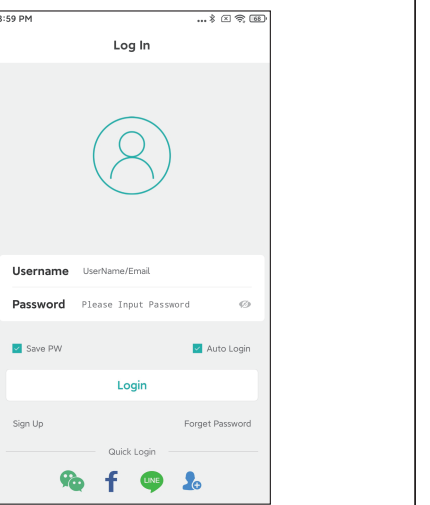 3:59 PM 68
Log In
Username UserName/Email
Password Please Input Password
Save PW Auto Login
Login
Sign Up Forget Password
Quick Login
LINE